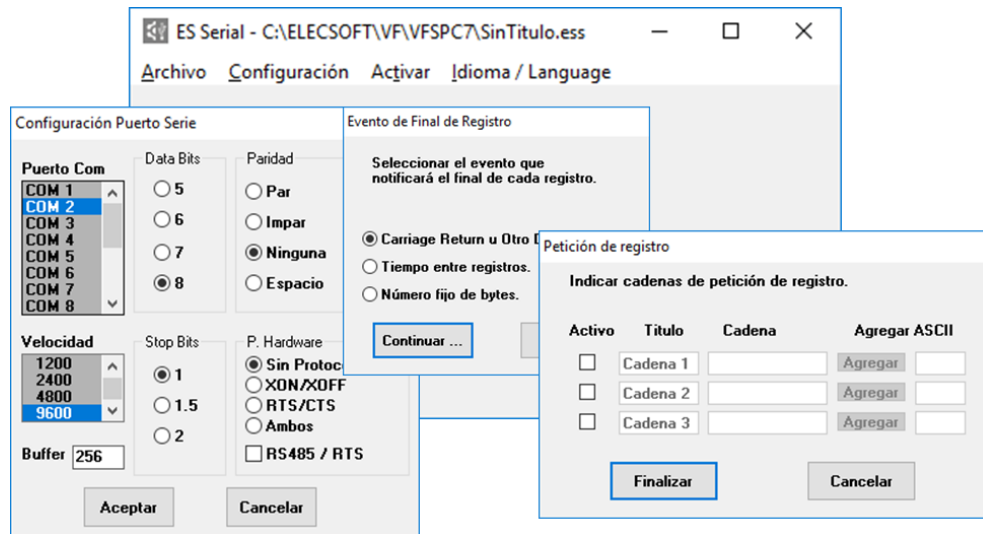 ES Serial - C:\ELECSOFT\VF\VFSPC7\SinTitulo.ess
Archivo Configuración Activar Idioma / Language
Configuración Puerto Serie
Puerto Com
COM 1
COM 2
COM 3
COM 4
COM 5
COM 6
COM 7
COM 8
Data Bits
5
6
7
8
Paridad
Par
Impar
Ninguna
Espacio
Velocidad
1200
2400
4800
9600
Buffer 256
Stop Bits
1
1.5
2
P. Hardware
Sin Protoc
XON/XOFF
RTS/CTS
Ambos
RS485 / RTS
Aceptar Cancelar
Evento de Final de Registro
Seleccionar el evento que
notificará el final de cada registro.
Carriage Return u Otro
Tiempo entre registros.
Número fijo de bytes.
Continuar ...
Petición de registro
Indicar cadenas de petición de registro.
Activo Titulo Cadena Agregar ASCII
Cadena 1 Agregar
Cadena 2 Agregar
Cadena 3 Agregar
Finalizar Cancelar